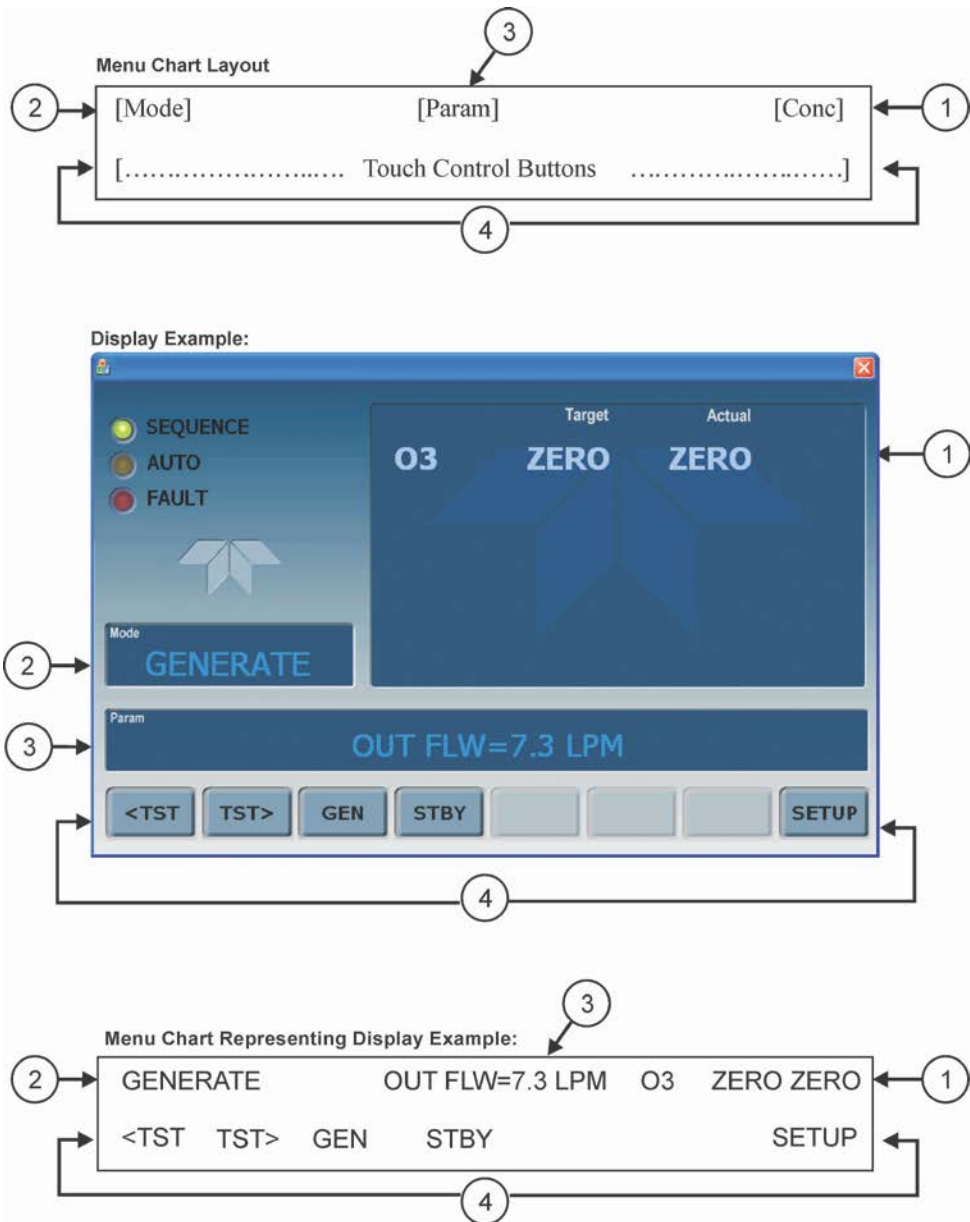 3
Menu Chart Layout
2 [Mode] [Param] [Conc] 1
[........................ Touch Control Buttons ........................]
4
Display Example:
SEQUENCE
AUTO
FAULT
Target Actual
O3 ZERO ZERO 1
Mode
2 GENERATE
Param
3 OUT FLW=7.3 LPM
<TST TST> GEN STBY SETUP
4
3
Menu Chart Representing Display Example:
2 GENERATE OUT FLW=7.3 LPM O3 ZERO ZERO 1
<TST TST> GEN STBY SETUP
4